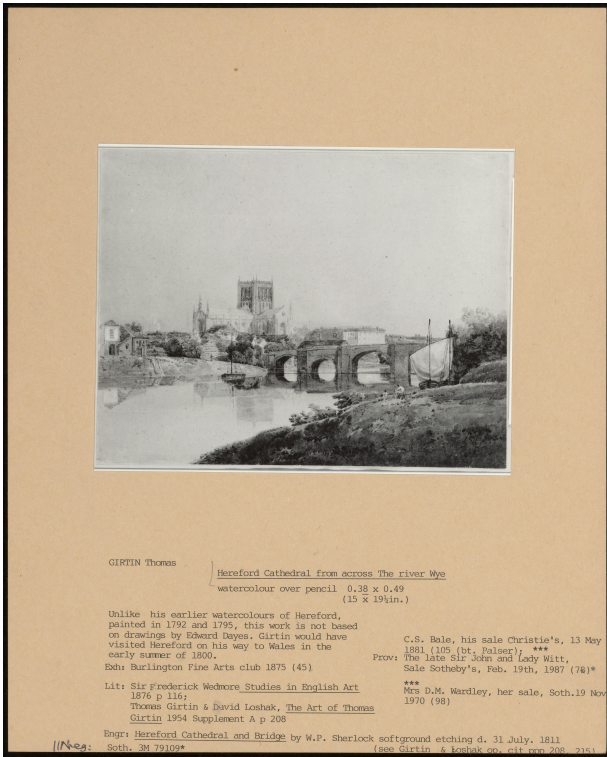 GIRTIN Thomas
Hereford Cathedral from across The river Wye
watercolour over pencil 0.38 x 0.49
(15 x 19½in.)
Unlike his earlier watercolours of Hereford,
painted in 1792 and 1795, this work is not based
on drawings by Edward Dayes. Girtin would have
visited Hereford on his way to Wales in the
early summer of 1800.
Exh: Burlington Fine Arts club 1875 (45)
Lit: Sir Frederick Wedmore Studies in English Art
1876 p 116;
Thomas Girtin & David Loshak, The Art of Thomas
Girtin 1954 Supplement A p 208
C.S. Bale, his sale Christie's, 13 May
1881 (105 (bt. Palser); ***
Prov: The late Sir John and Lady Witt,
Sale Sotheby's, Feb. 19th, 1987 (70)*
***
Mrs D.M. Wardley, her sale, Soth.19 Nov
1970 (98)
Engr: Hereford Cathedral and Bridge by W.P. Sherlock softground etching d. 31 July. 1811
(see Girtin & Loshak op. cit ppn 208, 215)
Neg: Soth. 3M 79109*